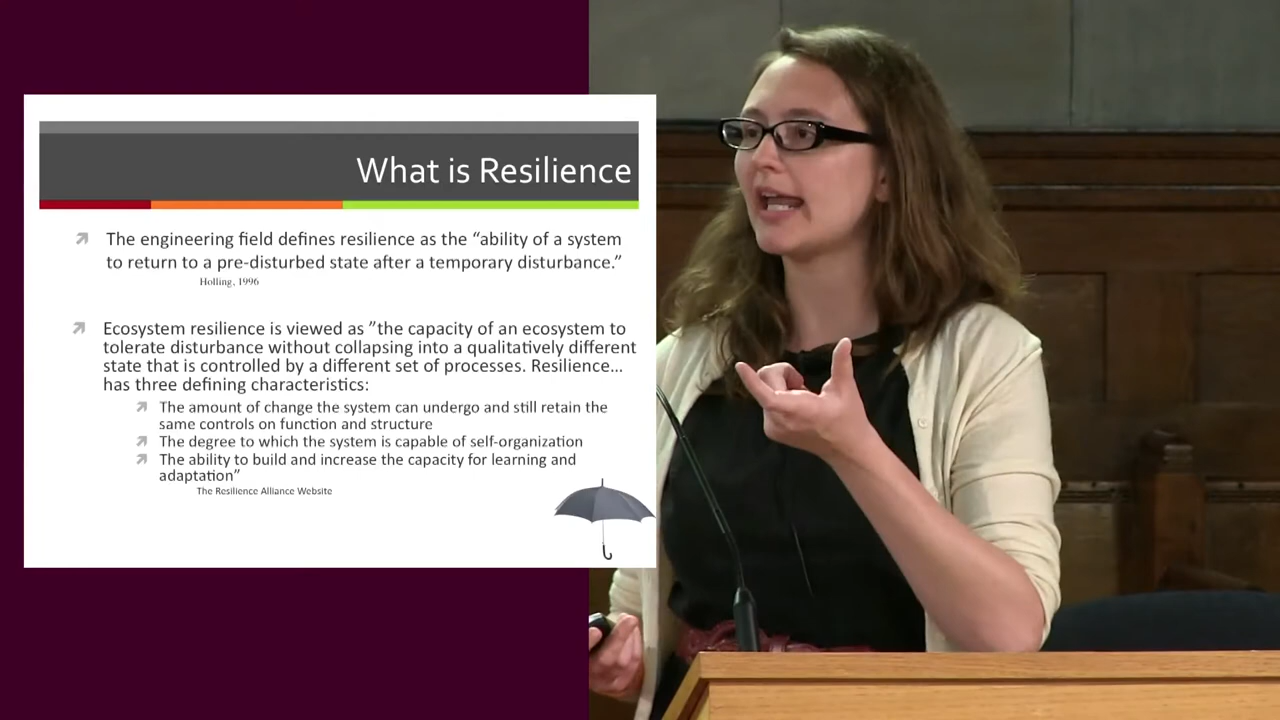 What is Resilience
The engineering field defines resilience as the “ability of a system
to return to a pre-disturbed state after a temporary disturbance.”
Holling, 1996
Ecosystem resilience is viewed as ”the capacity of an ecosystem to
tolerate disturbance without collapsing into a qualitatively different
state that is controlled by a different set of processes. Resilience…
has three defining characteristics:
The amount of change the system can undergo and still retain the
same controls on function and structure
The degree to which the system is capable of self-organization
The ability to build and increase the capacity for learning and
adaptation”
The Resilience Alliance Website